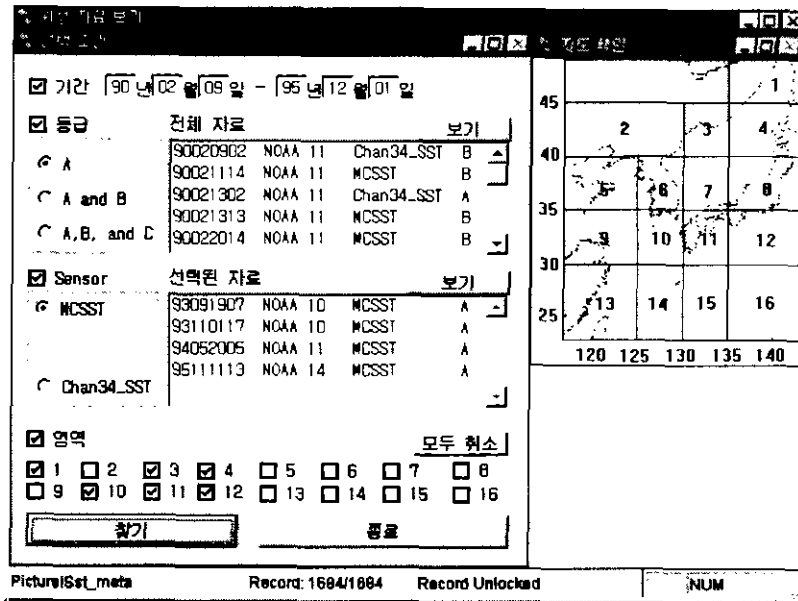 기간 90 년 02 월 09 일 - 95 년 12 월 01 일
등급
A
A and B
A,B, and C
전체 자료 보기
90020902 NOAA 11 Chan34_SST B
90021114 NOAA 11 MCSST B
90021302 NOAA 11 Chan34_SST A
90021313 NOAA 11 MCSST B
90022014 NOAA 11 MCSST B
Sensor
MCSST
Chan34_SST
선택된 자료 보기
93091907 NOAA 10 MCSST A
93110117 NOAA 10 MCSST A
94052005 NOAA 11 MCSST A
95111113 NOAA 14 MCSST A
영역
모두 취소
1 2 3 4 5 6 7 8
9 10 11 12 13 14 15 16
찾기 종료
지도 확인
45
40
35
30
25
1
2 3 4
5 6 7 8
9 10 11 12
13 14 15 16
120 125 130 135 140
Picture!Sst_meta Record: 1684/1684 Record Unlocked NUM